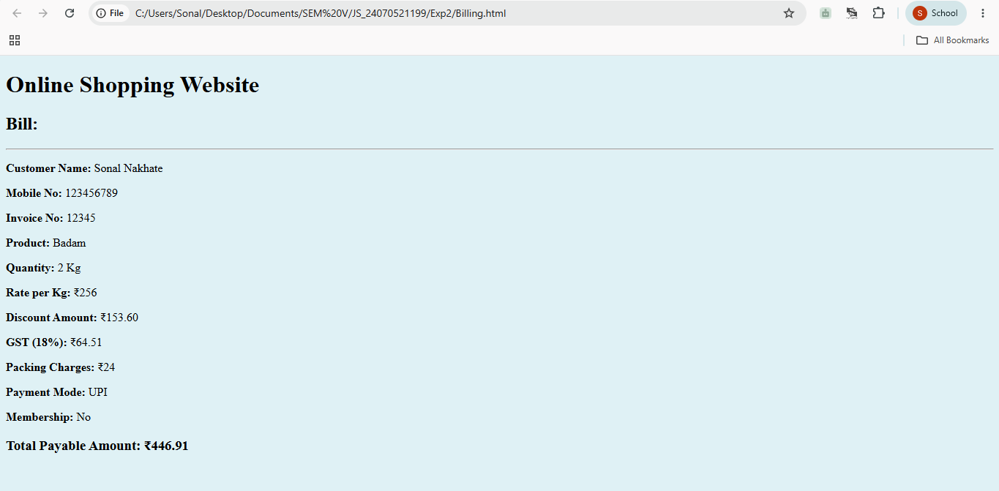 File
C:/Users/Sonal/Desktop/Documents/SEM%20V/JS_24070521199/Exp2/Billing.html
S
School
All Bookmarks
Online Shopping Website
Bill:
Customer Name: Sonal Nakhate
Mobile No: 123456789
Invoice No: 12345
Product: Badam
Quantity: 2 Kg
Rate per Kg: ₹256
Discount Amount: ₹153.60
GST (18%): ₹64.51
Packing Charges: ₹24
Payment Mode: UPI
Membership: No
Total Payable Amount: ₹446.91